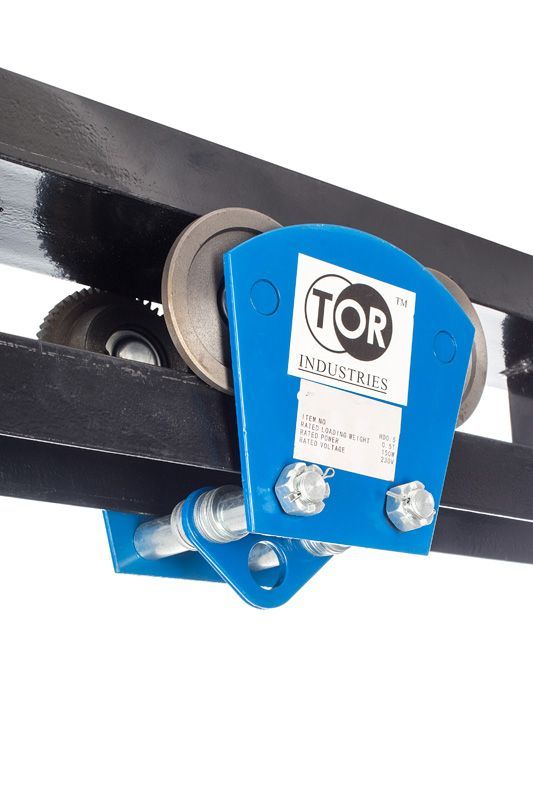 TOR TM
INDUSTRIES
ITEM NO HDO.5
RATED LOADING WEIGHT 0.5T
RATED POWER 150W
RATED VOLTAGE 230V